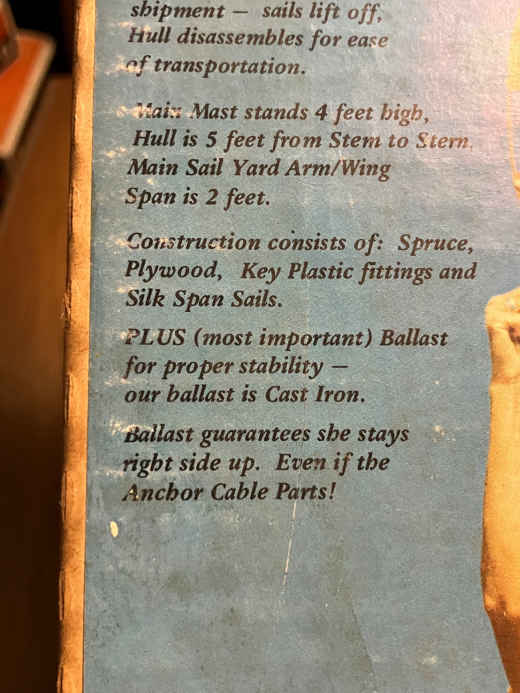 shipment — sails lift off,
Hull disassembles for ease
of transportation.
Main Mast stands 4 feet high,
Hull is 5 feet from Stem to Stern.
Main Sail Yard Arm/Wing
Span is 2 feet.
Construction consists of: Spruce,
Plywood, Key Plastic fittings and
Silk Span Sails.
PLUS (most important) Ballast
for proper stability —
our ballast is Cast Iron.
Ballast guarantees she stays
right side up. Even if the
Anchor Cable Parts!